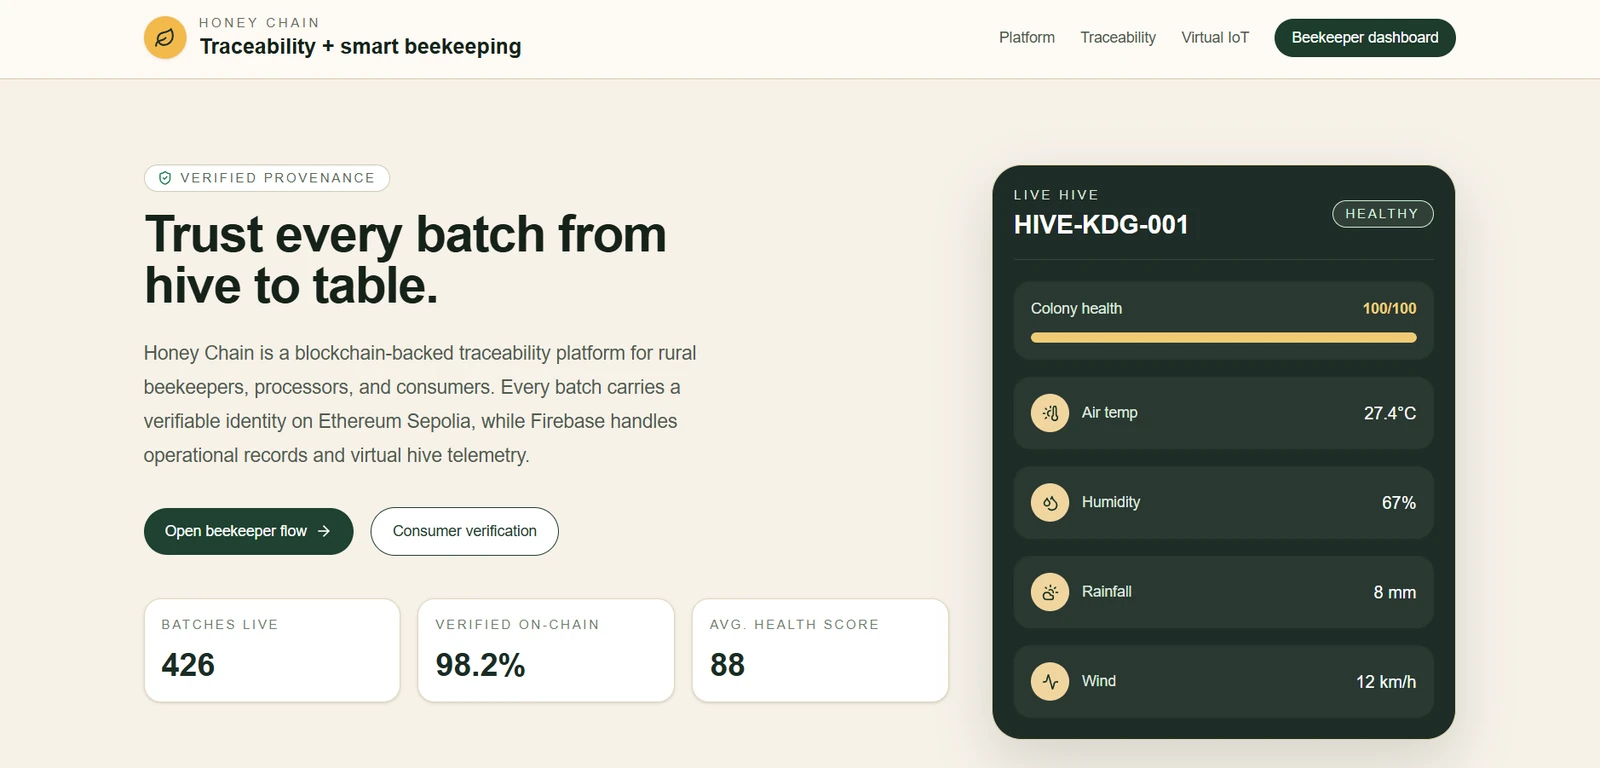 HONEY CHAIN
Traceability + smart beekeeping
Platform
Traceability
Virtual IoT
Beekeeper dashboard
VERIFIED PROVENANCE
Trust every batch from
hive to table.
Honey Chain is a blockchain-backed traceability platform for rural
beekeepers, processors, and consumers. Every batch carries a
verifiable identity on Ethereum Sepolia, while Firebase handles
operational records and virtual hive telemetry.
Open beekeeper flow
Consumer verification
BATCHES LIVE
426
VERIFIED ON-CHAIN
98.2%
AVG. HEALTH SCORE
88
LIVE HIVE
HIVE-KDG-001
HEALTHY
Colony health
100/100
Air temp
27.4°C
Humidity
67%
Rainfall
8 mm
Wind
12 km/h